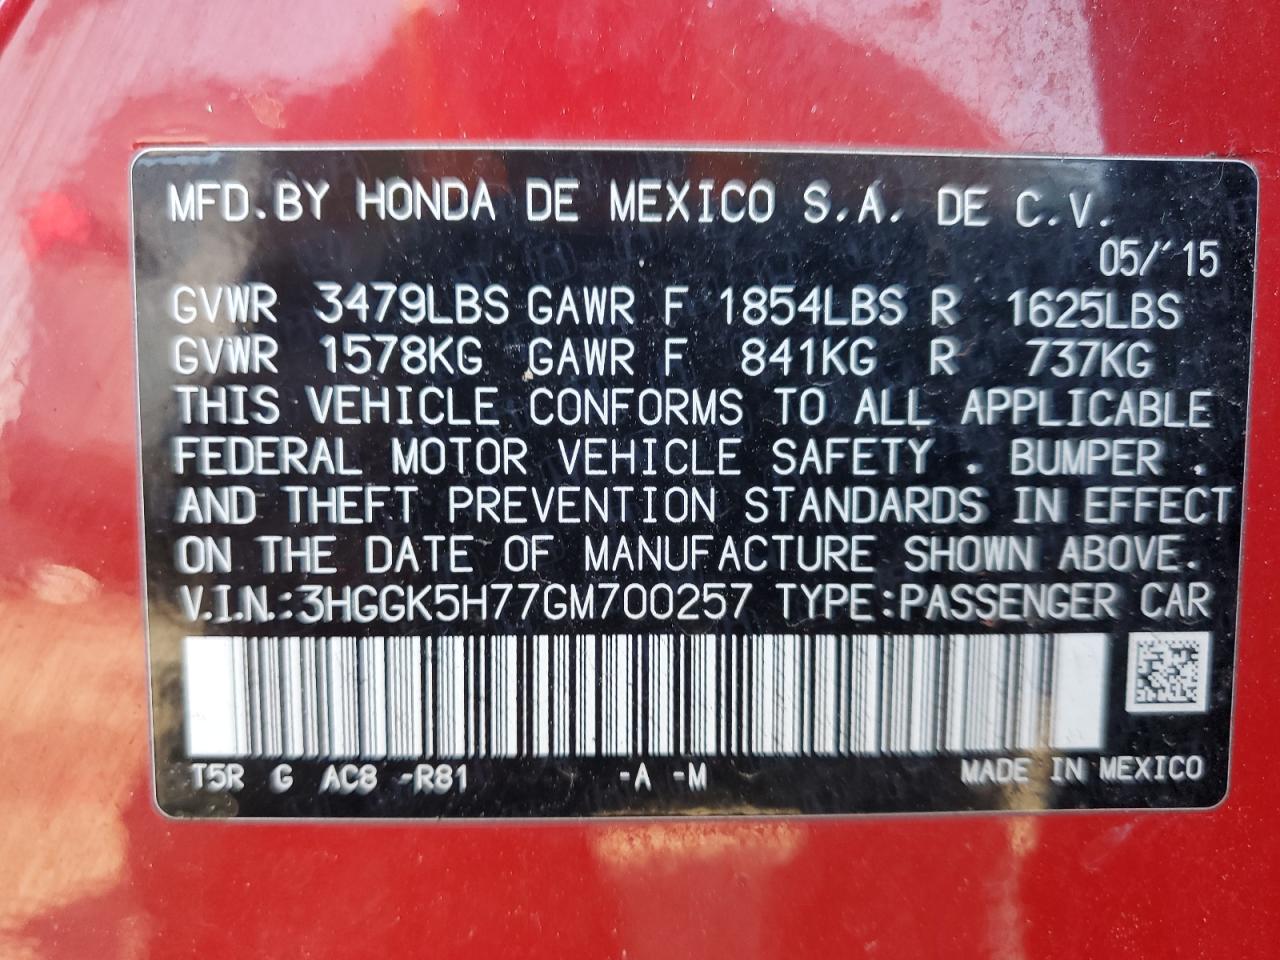 MFD.BY HONDA DE MEXICO S.A. DE C.V.
05/'15
GVWR 3479LBS GAWR F 1854LBS R 1625LBS
GVWR 1578KG GAWR F 841KG R 737KG
THIS VEHICLE CONFORMS TO ALL APPLICABLE
FEDERAL MOTOR VEHICLE SAFETY . BUMPER .
AND THEFT PREVENTION STANDARDS IN EFFECT
ON THE DATE OF MANUFACTURE SHOWN ABOVE.
V.I.N.:3HGGK5H77GM700257 TYPE:PASSENGER CAR
T5R G AC8 -R81 -A -M MADE IN MEXICO